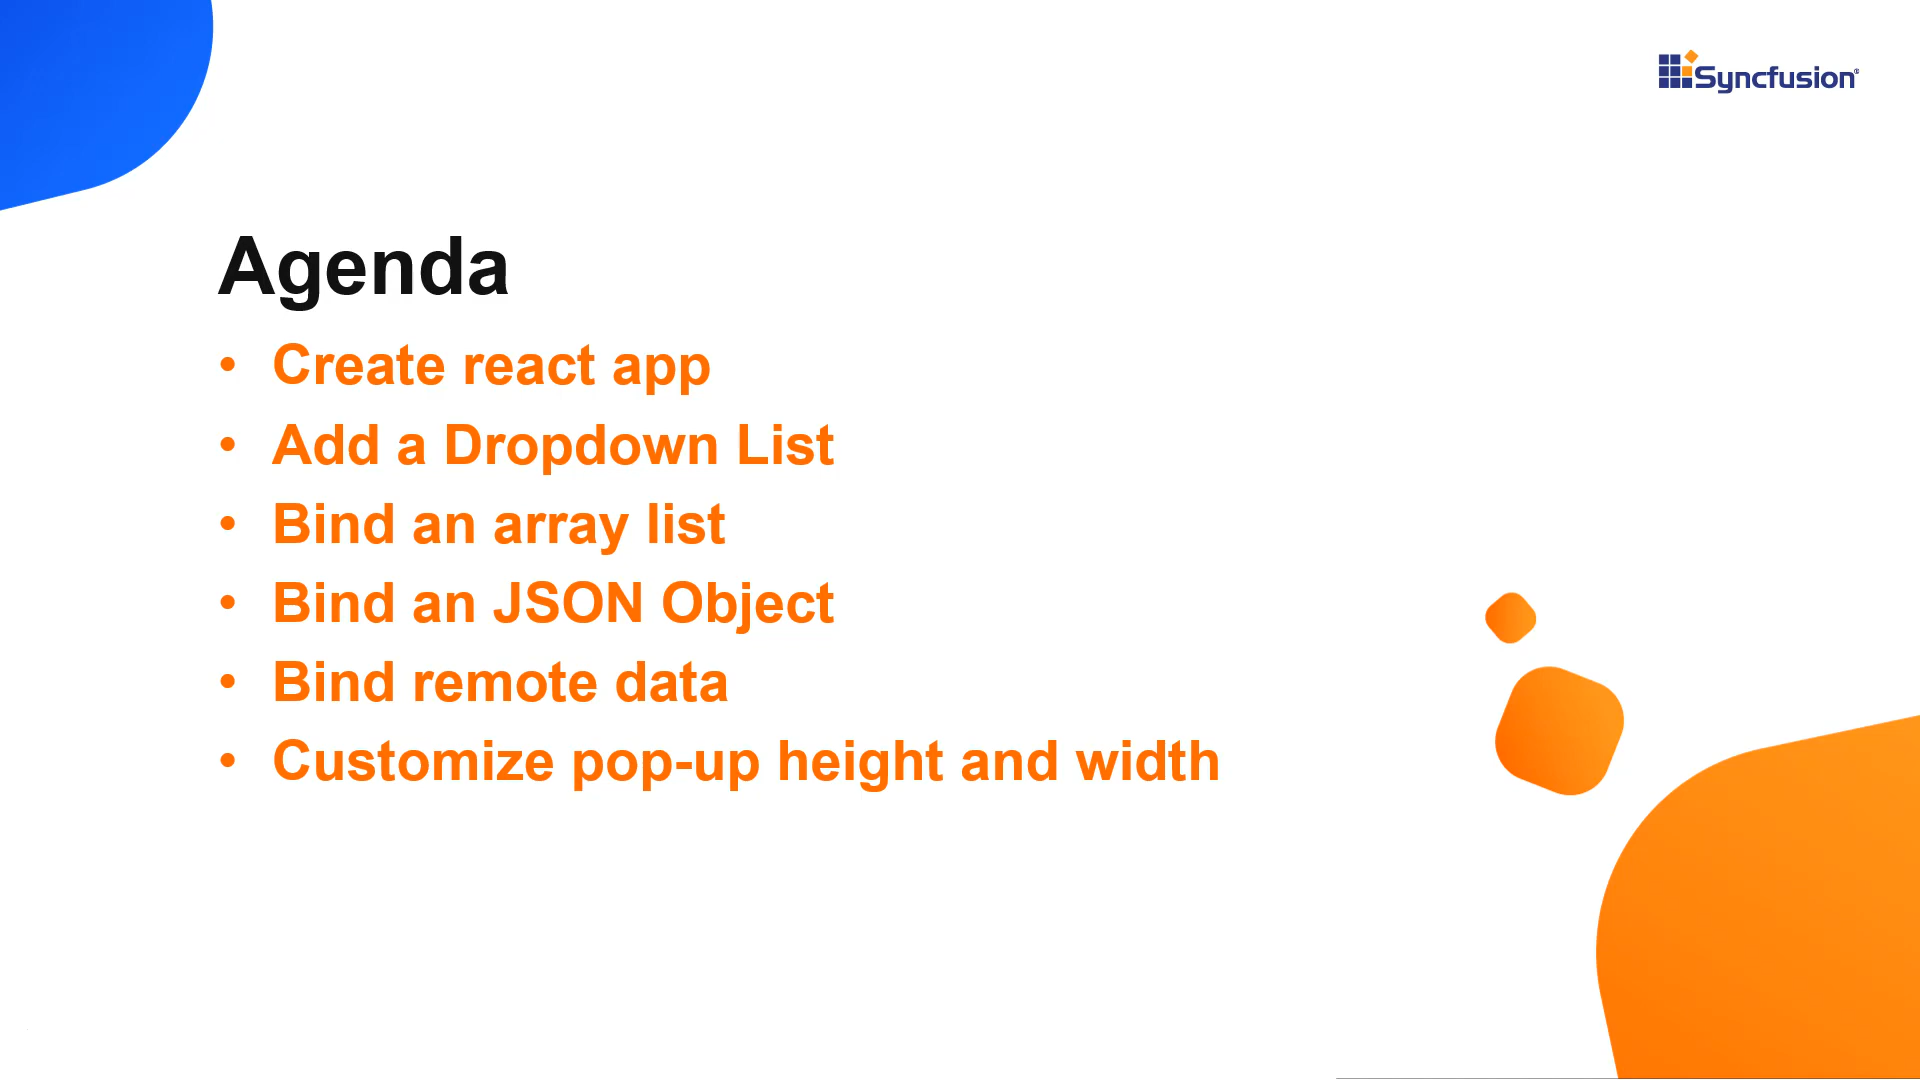 Syncfusion®
Agenda
• Create react app
• Add a Dropdown List
• Bind an array list
• Bind an JSON Object
• Bind remote data
• Customize pop-up height and width